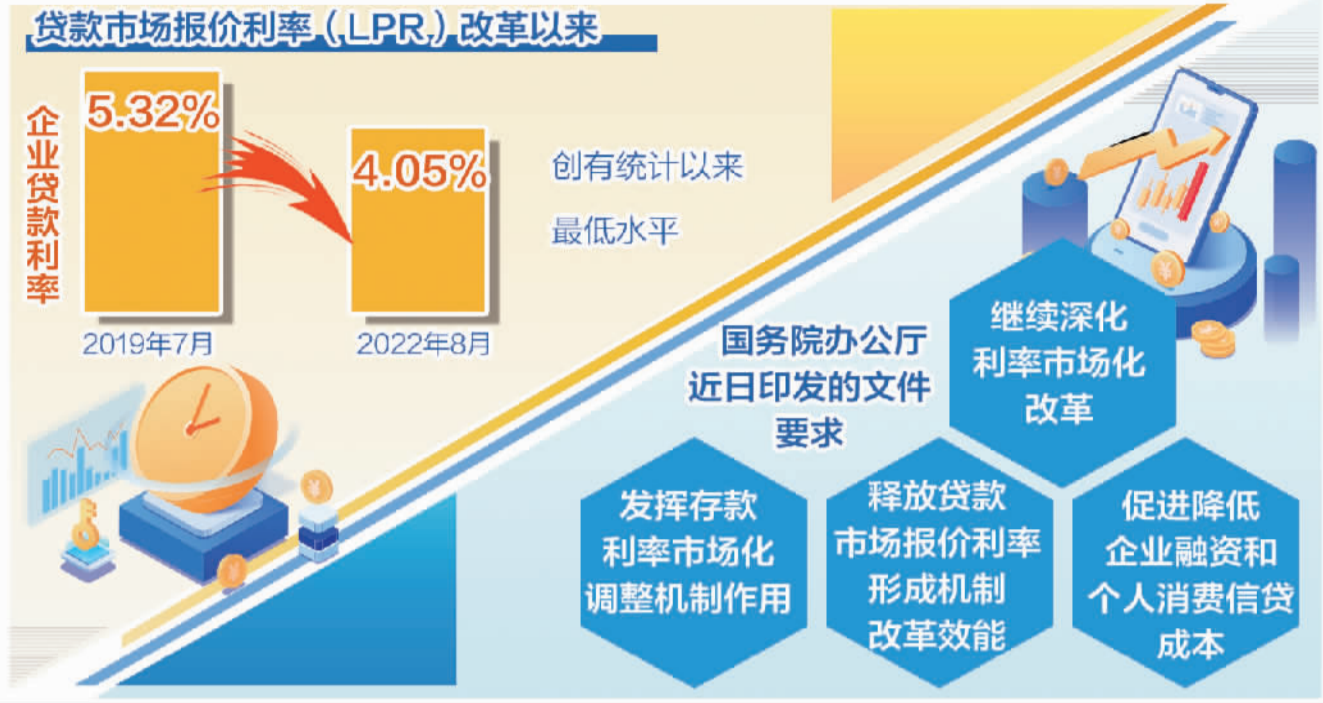 贷款市场报价利率（LPR）改革以来
企业贷款利率
5.32%
4.05%
创有统计以来
最低水平
2019年7月
2022年8月
国务院办公厅
近日印发的文件
要求
继续深化
利率市场化
改革
发挥存款
利率市场化
调整机制作用
释放贷款
市场报价利率
形成机制
改革效能
促进降低
企业融资和
个人消费信贷
成本